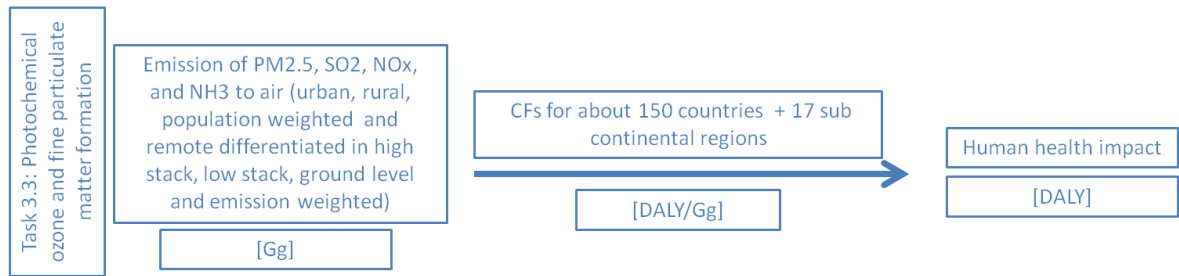 Task 3.3: Photochemical
ozone and fine particulate
matter formation
Emission of PM2.5, SO2, NOx,
and NH3 to air (urban, rural,
population weighted and
remote differentiated in high
stack, low stack, ground level
and emission weighted)
[Gg]
CFs for about 150 countries + 17 sub
continental regions
[DALY/Gg]
Human health impact
[DALY]